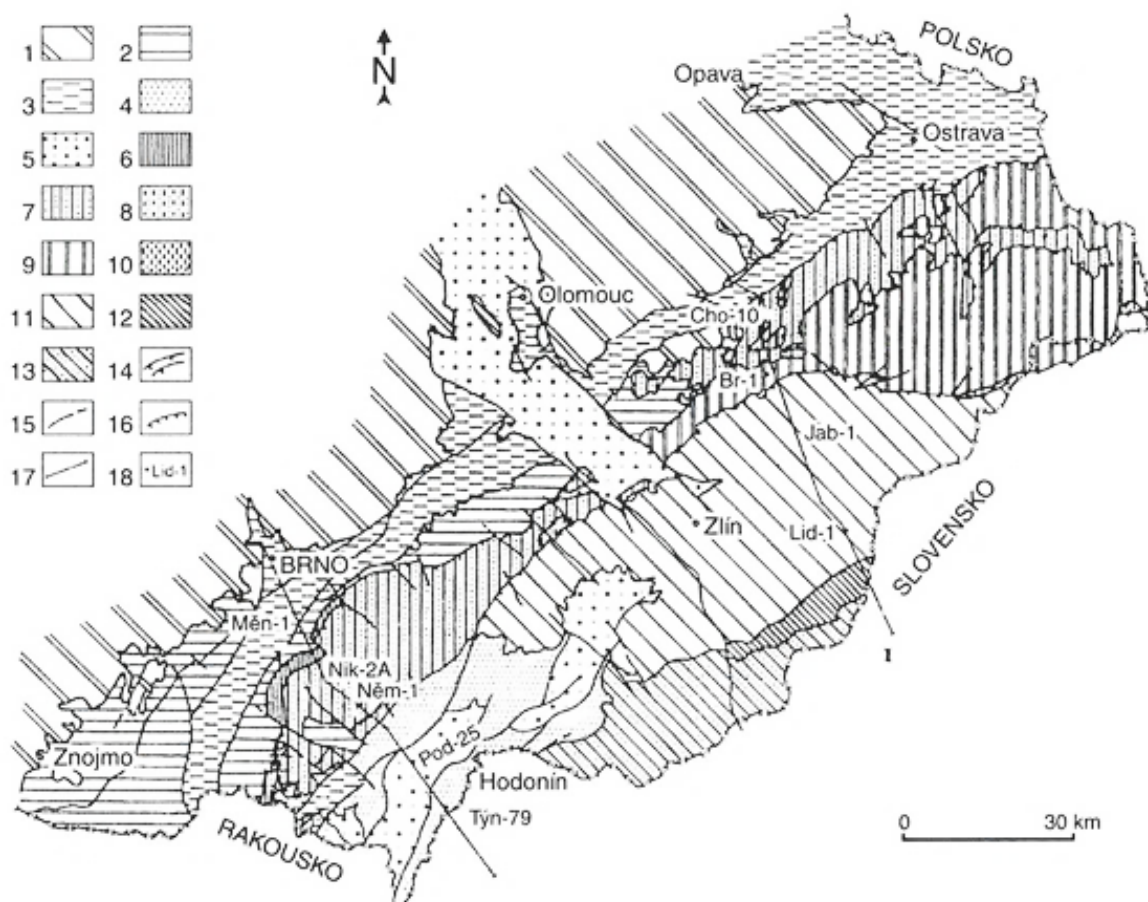 1 2
3 4
5 6
7 8
9 10
11 12
13 14
15 16
17 18 Lid-1
N
POLSKO
Opava
Ostrava
Olomouc
Cho-10
Br-1
Jab-1
Zlín
Lid-1
SLOVENSKO
BRNO
Měn-1
I
Nik-2A
Něm-1
Znojmo
Pod-25
Hodonín
Týn-79
RAKOUSKO
0 30 km